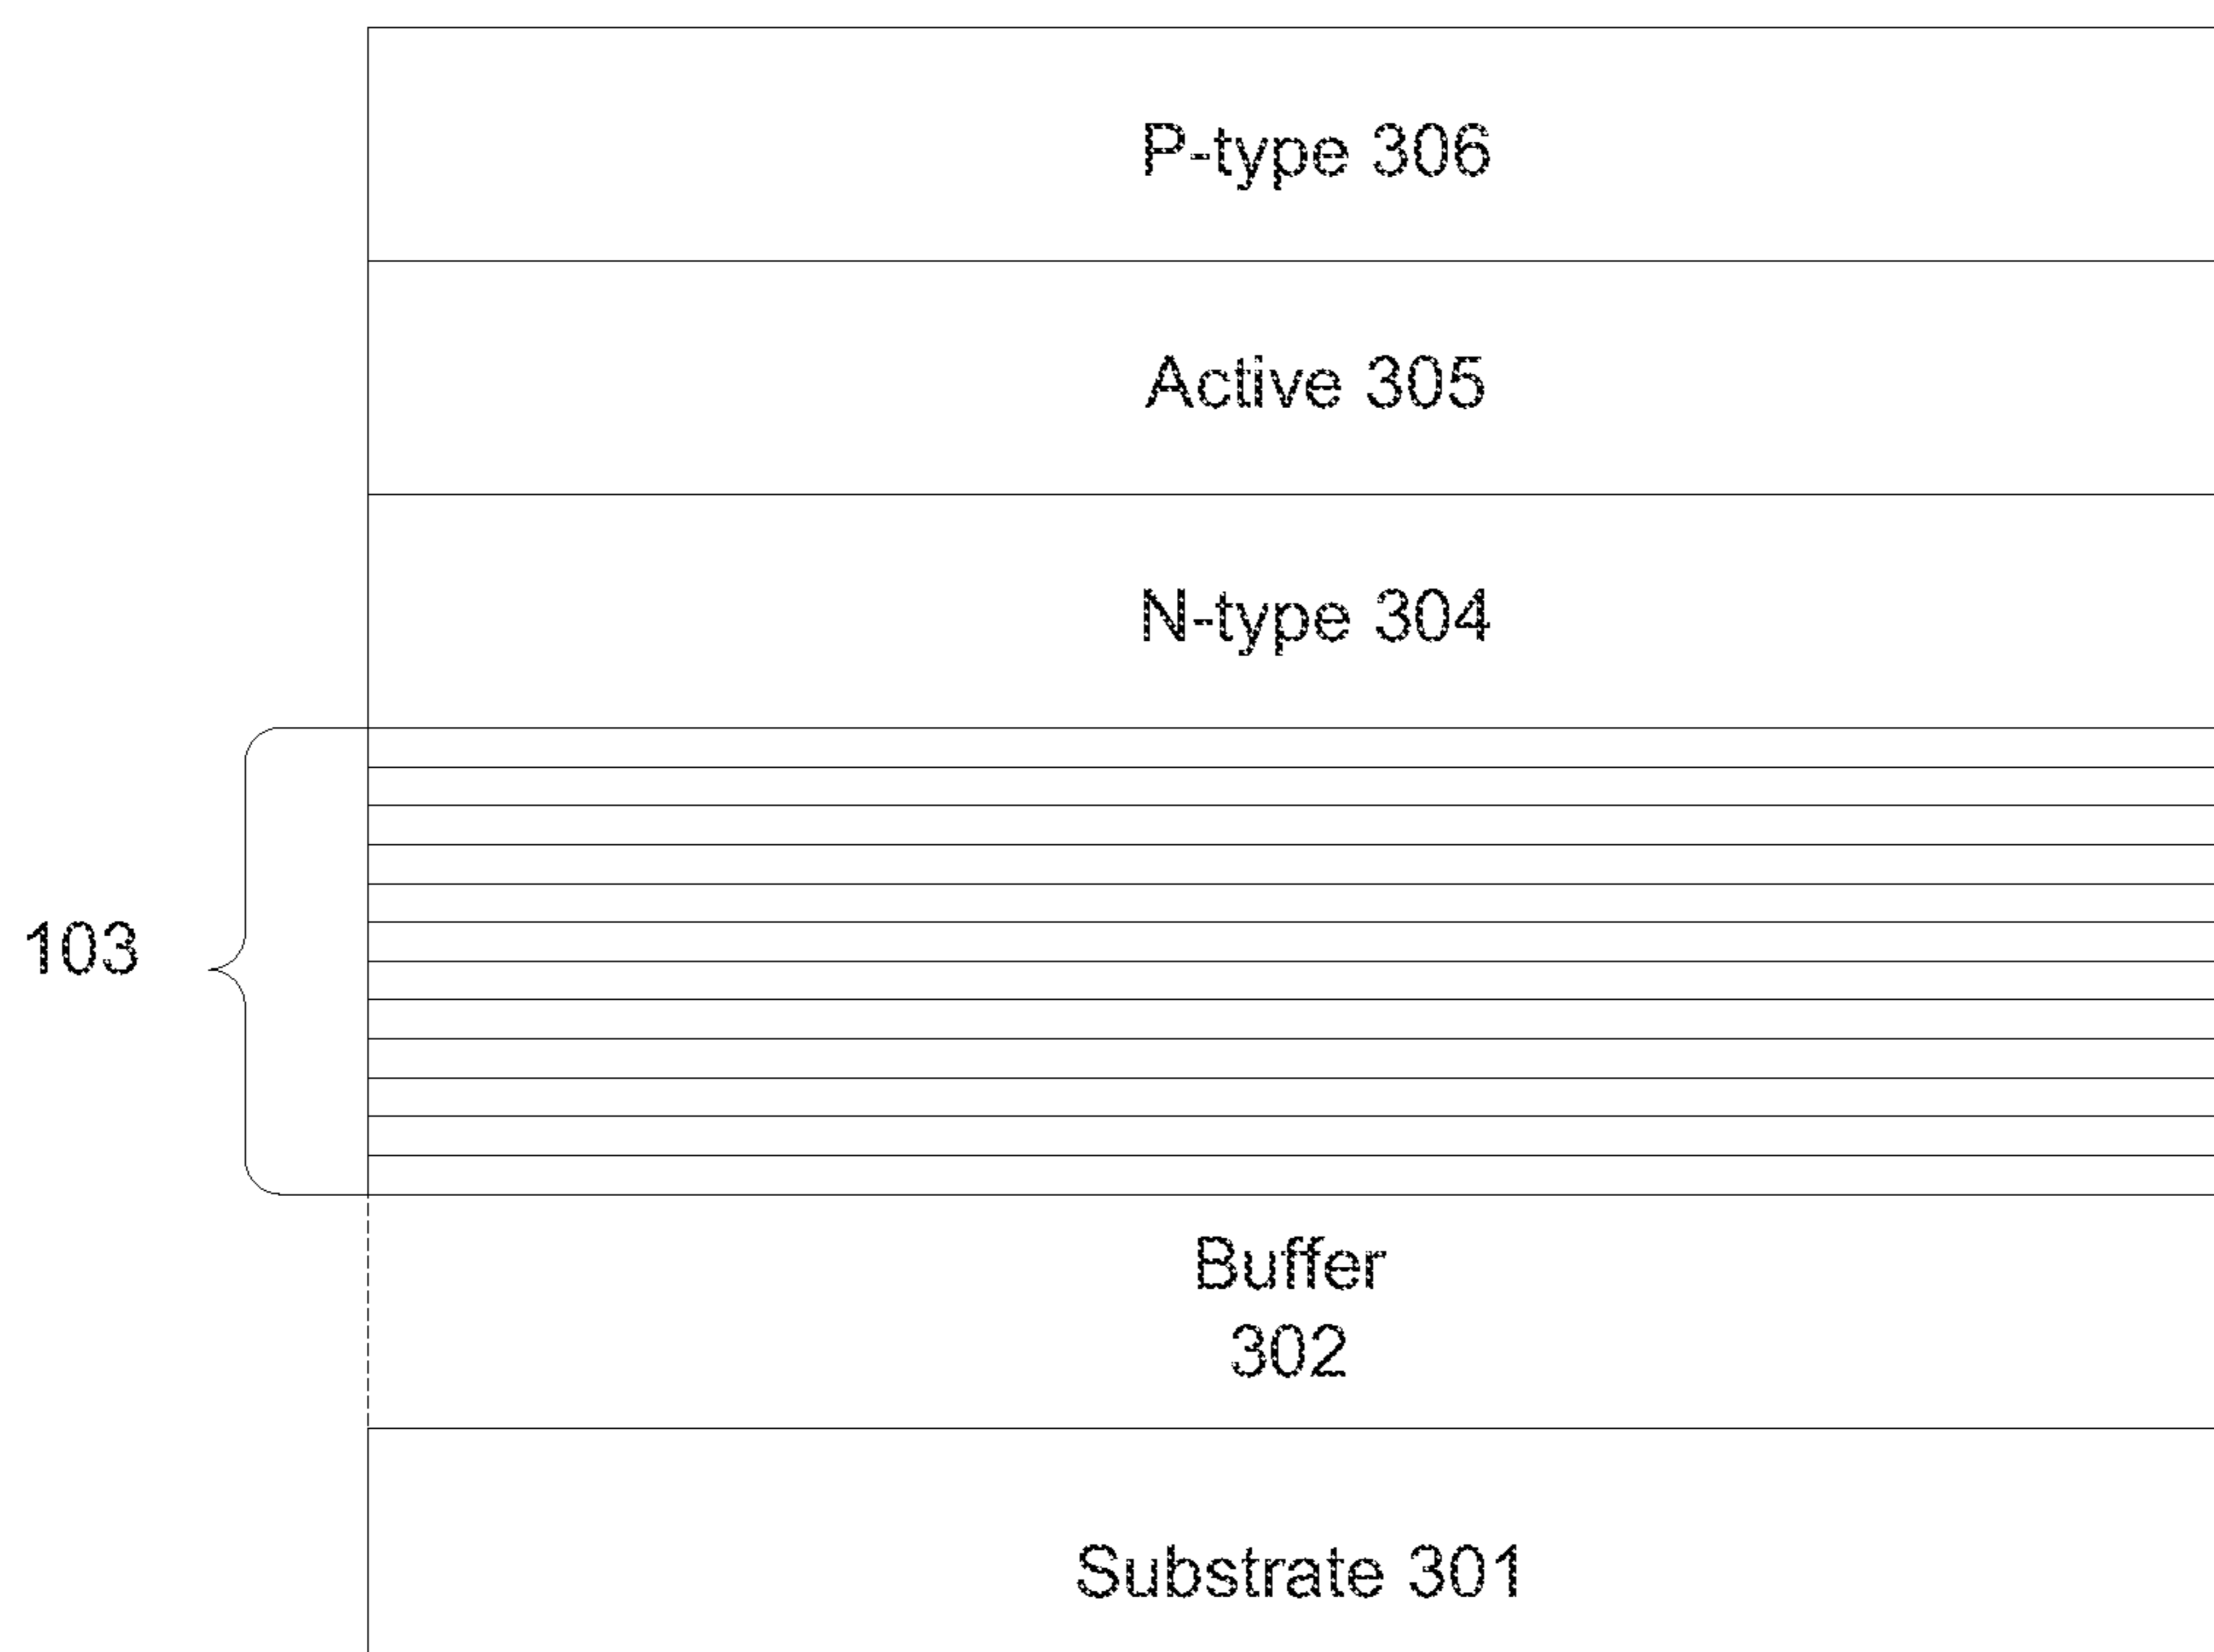 P-type 306
Active 305
N-type 304
103
Buffer
302
Substrate 301